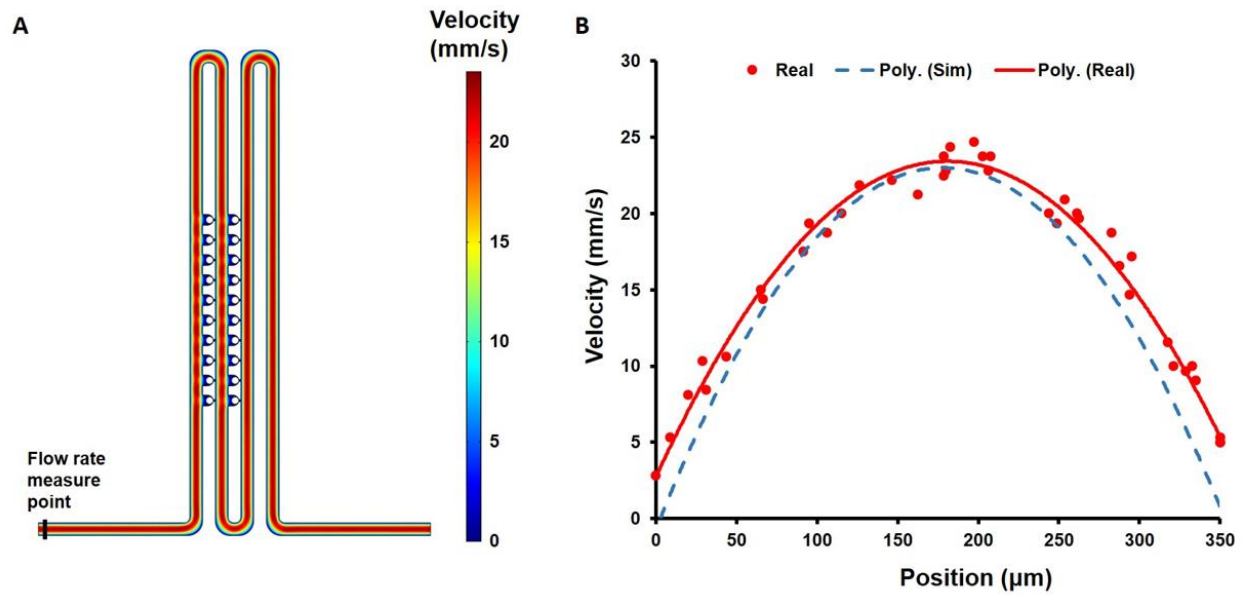 A
Velocity
(mm/s)
20
15
10
5
0
Flow rate
measure
point
B
Real
Poly. (Sim)
Poly. (Real)
30
25
20
15
10
5
0
Velocity (mm/s)
0
50
100
150
200
250
300
350
Position (μm)